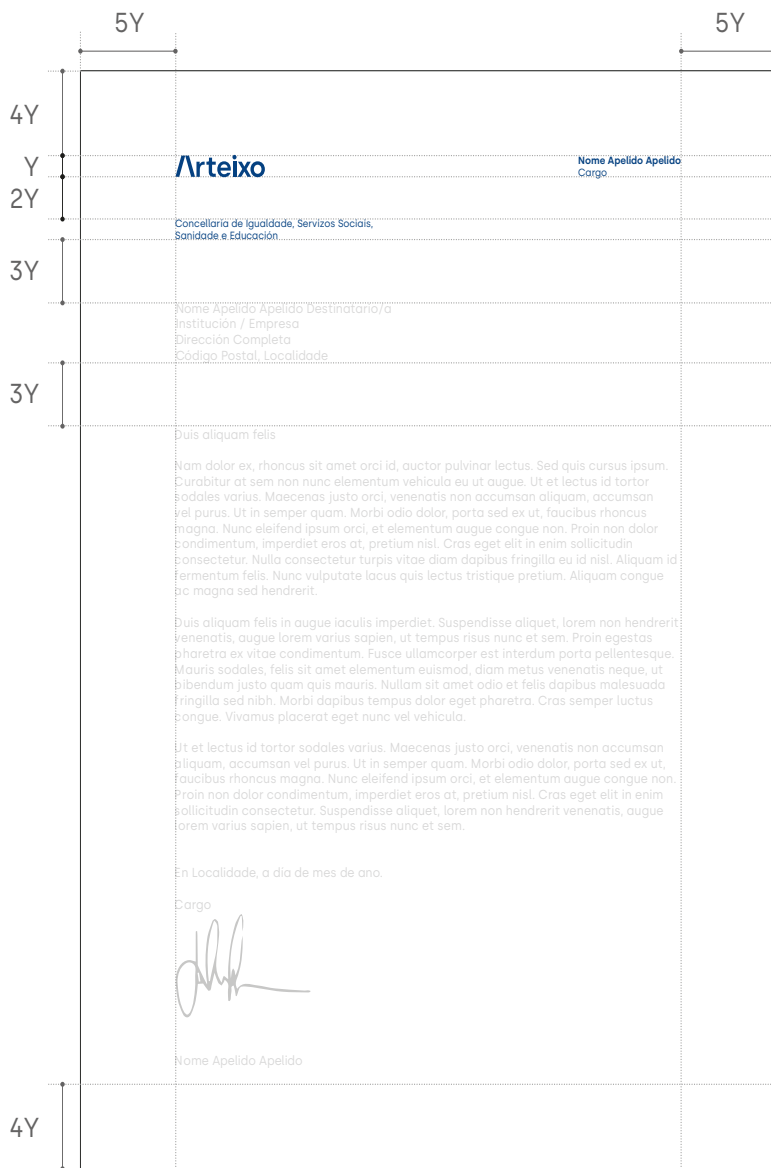 5Y
5Y
4Y
Y
2Y
3Y
3Y
4Y
Arteixo
Nome Apelido Apelido
Cargo
Concellaría de Igualdade, Servizos Sociais,
Sanidade e Educación
Nome Apelido Apelido Destinatario/a
Institución / Empresa
Dirección Completa
Código Postal, Localidade
Duis aliquam felis
Nam dolor ex, rhoncus sit amet orci id, auctor pulvinar lectus. Sed quis cursus ipsum.
Curabitur at sem non nunc elementum vehicula eu ut augue. Ut et lectus id tortor
sodales varius. Maecenas justo orci, venenatis non accumsan aliquam, accumsan
vel purus. Ut in semper quam. Morbi odio dolor, porta sed ex ut, faucibus rhoncus
magna. Nunc eleifend ipsum orci, et elementum augue congue non. Proin non dolor
condimentum, imperdiet eros at, pretium nisl. Cras eget elit in enim sollicitudin
consectetur. Nulla consectetur turpis vitae diam dapibus fringilla eu id nisl. Aliquam id
fermentum felis. Nunc vulputate lacus quis lectus tristique pretium. Aliquam congue
ac magna sed hendrerit.
Duis aliquam felis in augue iaculis imperdiet. Suspendisse aliquet, lorem non hendrerit
venenatis, augue lorem varius sapien, ut tempus risus nunc et sem. Proin egestas
pharetra ex vitae condimentum. Fusce ullamcorper est interdum porta pellentesque.
Mauris sodales, felis sit amet elementum euismod, diam metus venenatis neque, ut
bibendum justo quam quis mauris. Nullam sit amet odio et felis dapibus malesuada
fringilla sed nibh. Morbi dapibus tempus dolor eget pharetra. Cras semper luctus
congue. Vivamus placerat eget nunc vel vehicula.
Ut et lectus id tortor sodales varius. Maecenas justo orci, venenatis non accumsan
aliquam, accumsan vel purus. Ut in semper quam. Morbi odio dolor, porta sed ex ut,
faucibus rhoncus magna. Nunc eleifend ipsum orci, et elementum augue congue non.
Proin non dolor condimentum, imperdiet eros at, pretium nisl. Cras eget elit in enim
sollicitudin consectetur. Suspendisse aliquet, lorem non hendrerit venenatis, augue
lorem varius sapien, ut tempus risus nunc et sem.
En Localidade, a día de mes de ano.
Cargo
Nome Apelido Apelido